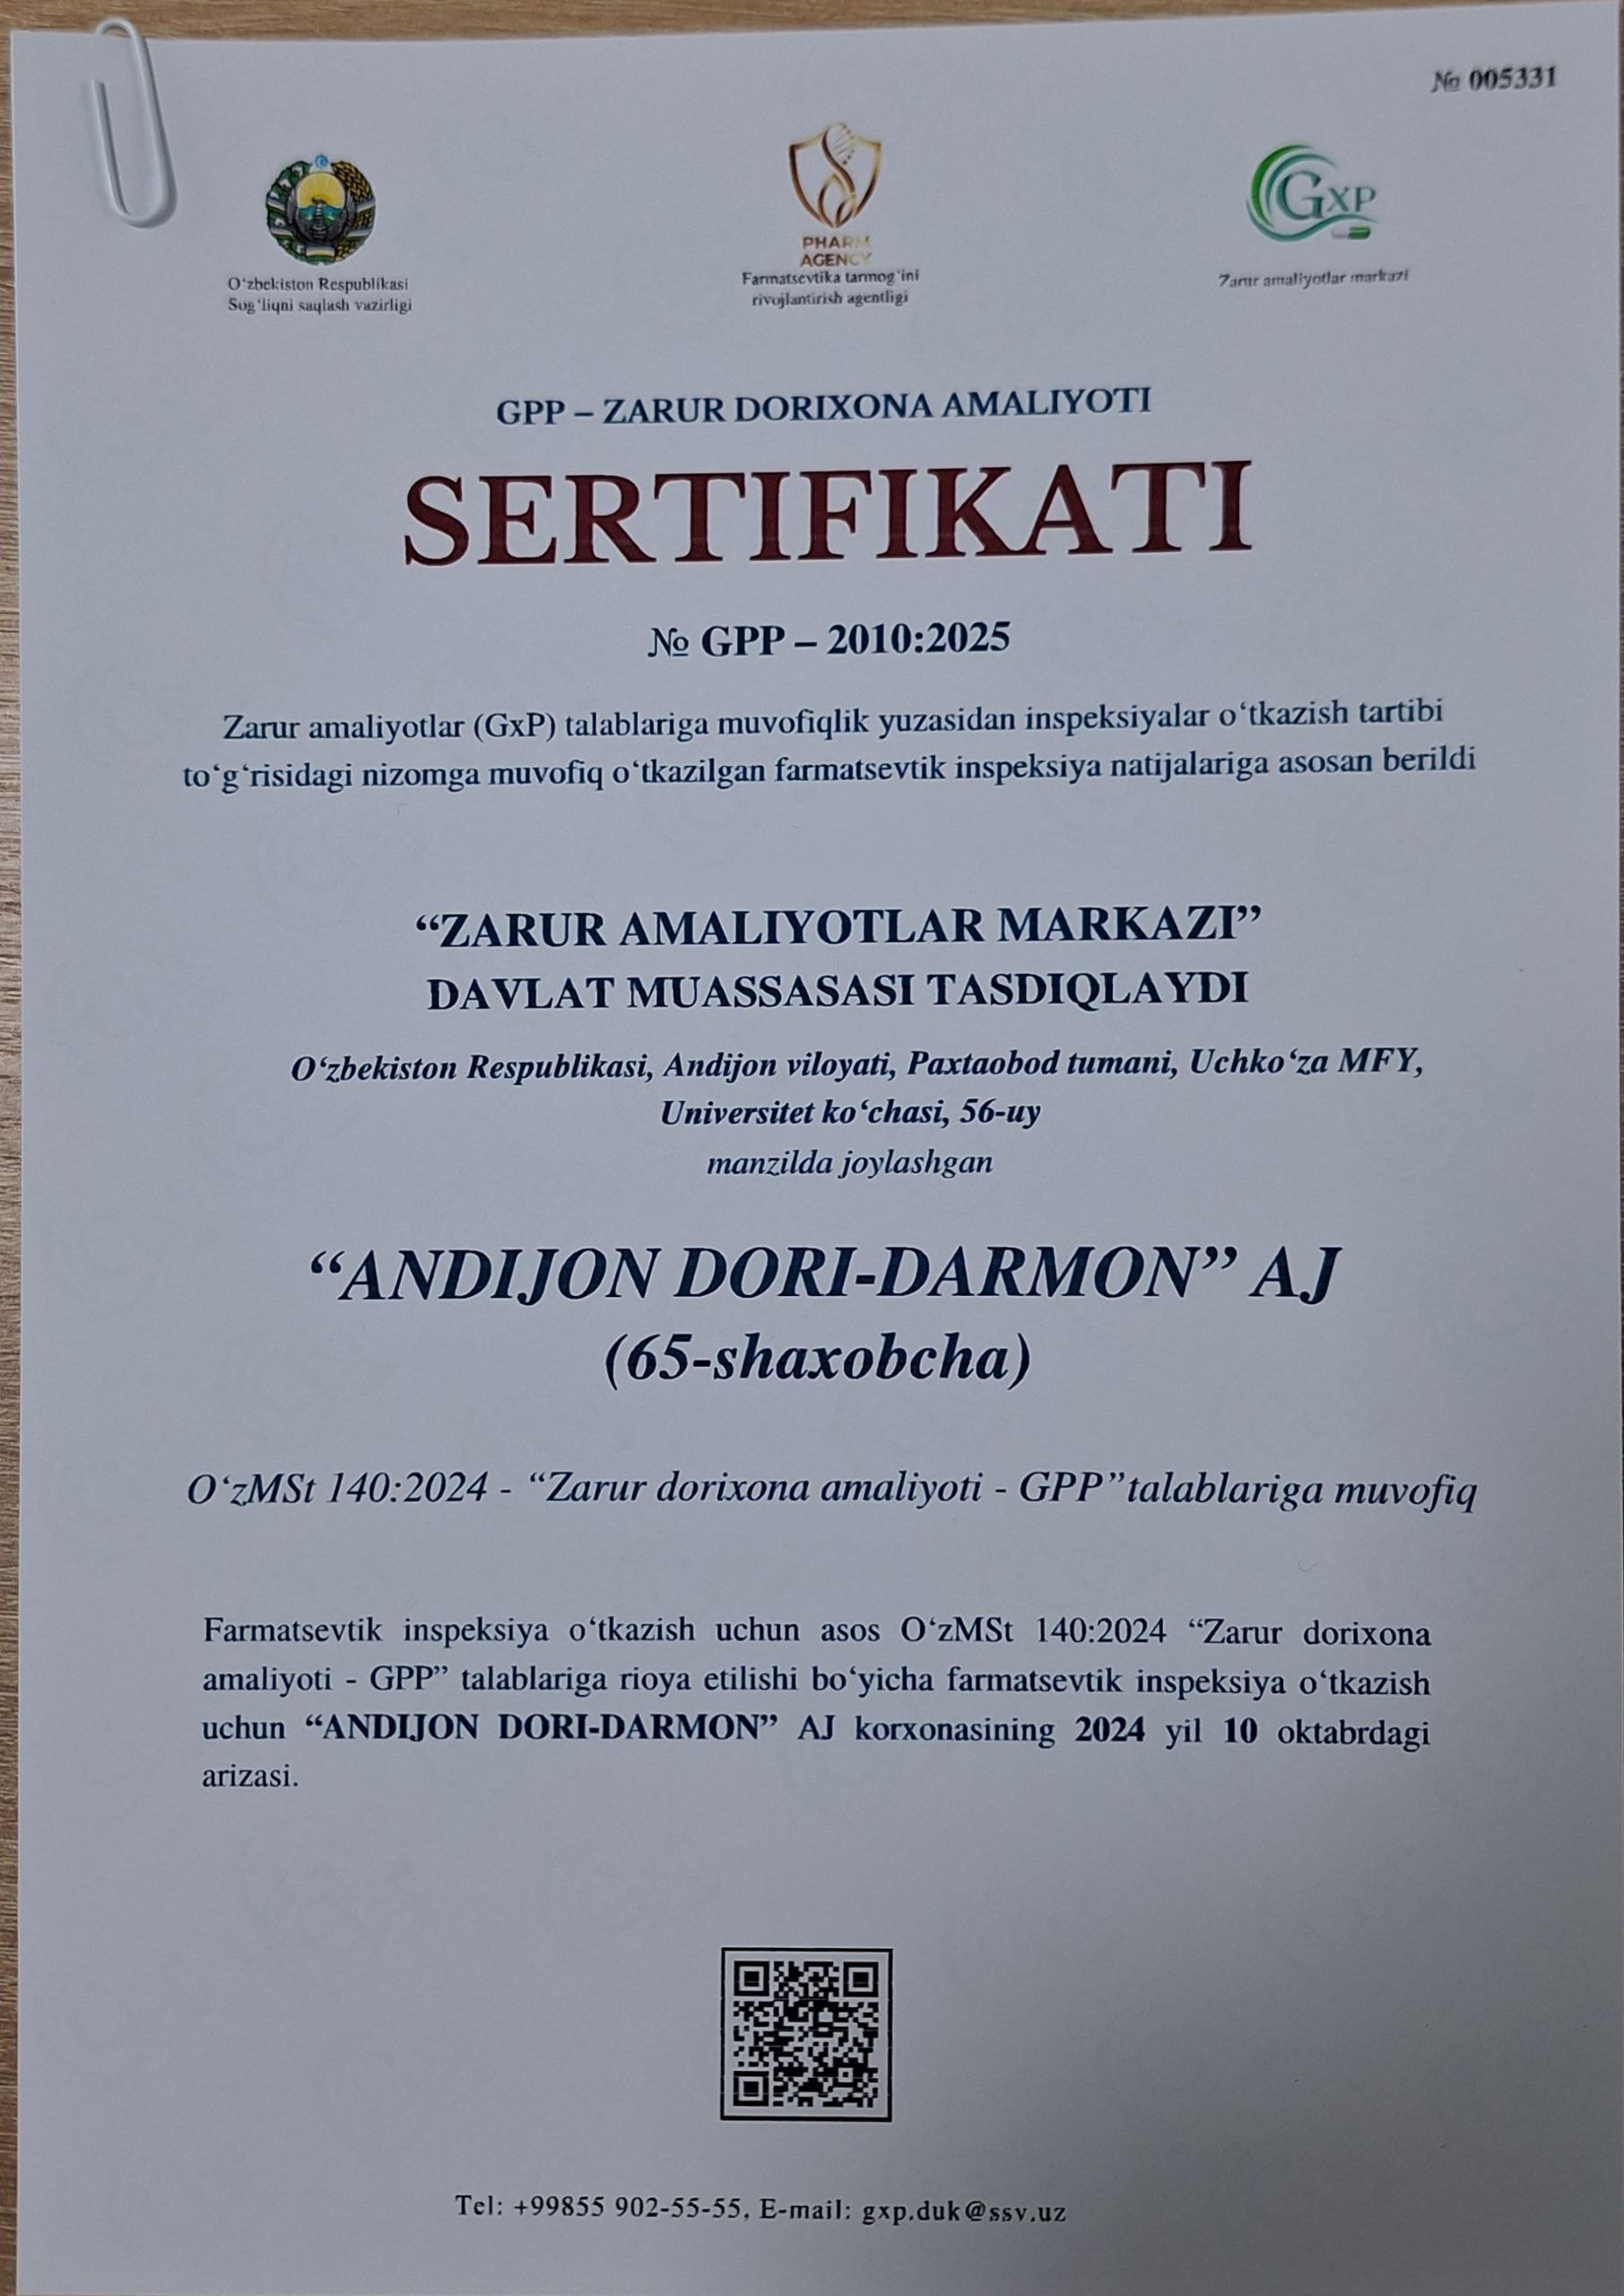 № 005331
O‘zbekiston Respublikasi
Sog‘liqni saqlash vazirligi
PHARM
AGENCY
Farmatsevtika tarmog‘ini
rivojlantirish agentligi
GXP
Zarur amaliyotlar markazi
GPP – ZARUR DORIXONA AMALIYOTI
SERTIFIKATI
№ GPP – 2010:2025
Zarur amaliyotlar (GxP) talablariga muvofiqlik yuzasidan inspeksiyalar o‘tkazish tartibi
to‘g‘risidagi nizomga muvofiq o‘tkazilgan farmatsevtik inspeksiya natijalariga asosan berildi
“ZARUR AMALIYOTLAR MARKAZI”
DAVLAT MUASSASASI TASDIQLAYDI
O‘zbekiston Respublikasi, Andijon viloyati, Paxtaobod tumani, Uchko‘za MFY,
Universitet ko‘chasi, 56-uy
manzilda joylashgan
“ANDIJON DORI-DARMON” AJ
(65-shaxobcha)
O‘zMSt 140:2024 - “Zarur dorixona amaliyoti - GPP”talablariga muvofiq
Farmatsevtik inspeksiya o‘tkazish uchun asos O‘zMSt 140:2024 “Zarur dorixona
amaliyoti - GPP” talablariga rioya etilishi bo‘yicha farmatsevtik inspeksiya o‘tkazish
uchun “ANDIJON DORI-DARMON” AJ korxonasining 2024 yil 10 oktabrdagi
arizasi.
Tel: +99855 902-55-55, E-mail: gxp.duk@ssv.uz